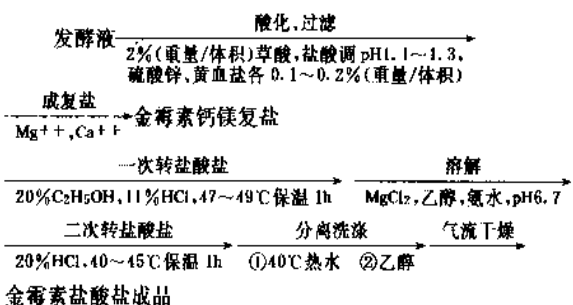 酸化、过滤
发酵液
2%(重量/体积)草酸,盐酸调pH1.1~1.3,
硫酸锌、黄血盐各0.1~0.2%(重量/体积)
成复盐
金霉素钙镁复盐
Mg++,Ca++
一次转盐酸盐 溶解
20%C2H5OH,11%HCl,47~49℃保温1h MgCl2,乙醇,氨水,pH6.7
二次转盐酸盐 分离洗涤 气流干燥
20%HCl,40~45℃保温1h ①40℃热水 ②乙醇
金霉素盐酸盐成品